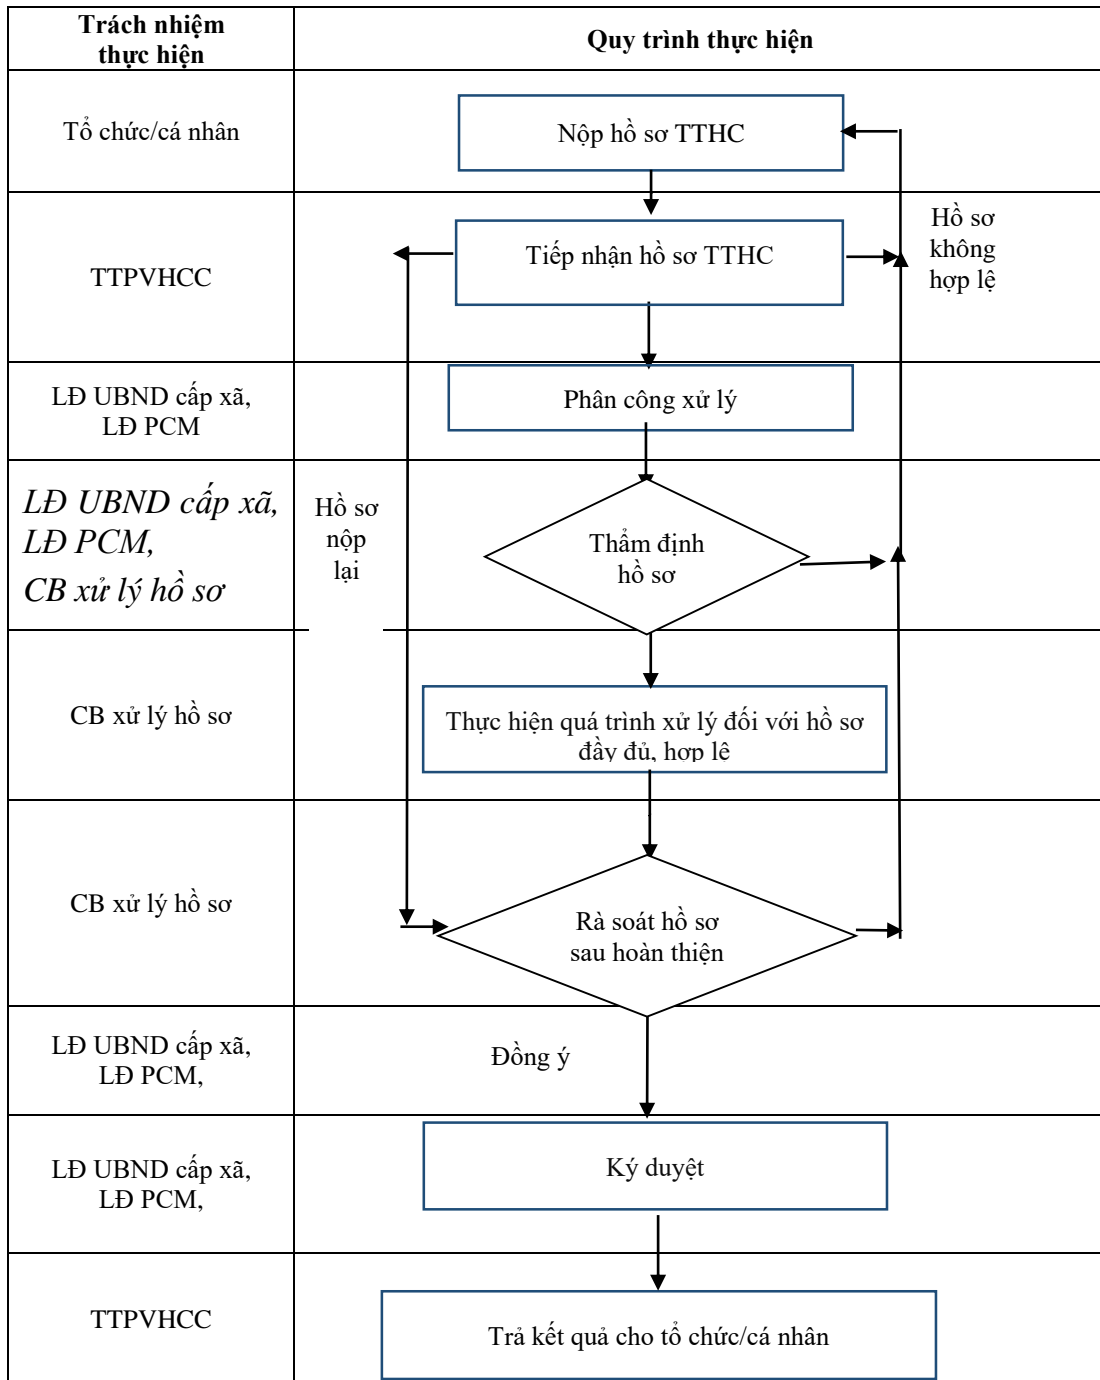 Trách nhiệm
thực hiện
Quy trình thực hiện
Tổ chức/cá nhân
Nộp hồ sơ TTHC
TTPVHCC
Tiếp nhận hồ sơ TTHC
Hồ sơ
không
hợp lệ
LĐ UBND cấp xã,
LĐ PCM
Phân công xử lý
LĐ UBND cấp xã,
LĐ PCM,
CB xử lý hồ sơ
Hồ sơ
nộp
lại
Thẩm định
hồ sơ
CB xử lý hồ sơ
Thực hiện quá trình xử lý đối với hồ sơ
đầy đủ, hợp lệ
CB xử lý hồ sơ
Rà soát hồ sơ
sau hoàn thiện
LĐ UBND cấp xã,
LĐ PCM,
Đồng ý
LĐ UBND cấp xã,
LĐ PCM,
Ký duyệt
TTPVHCC
Trả kết quả cho tổ chức/cá nhân